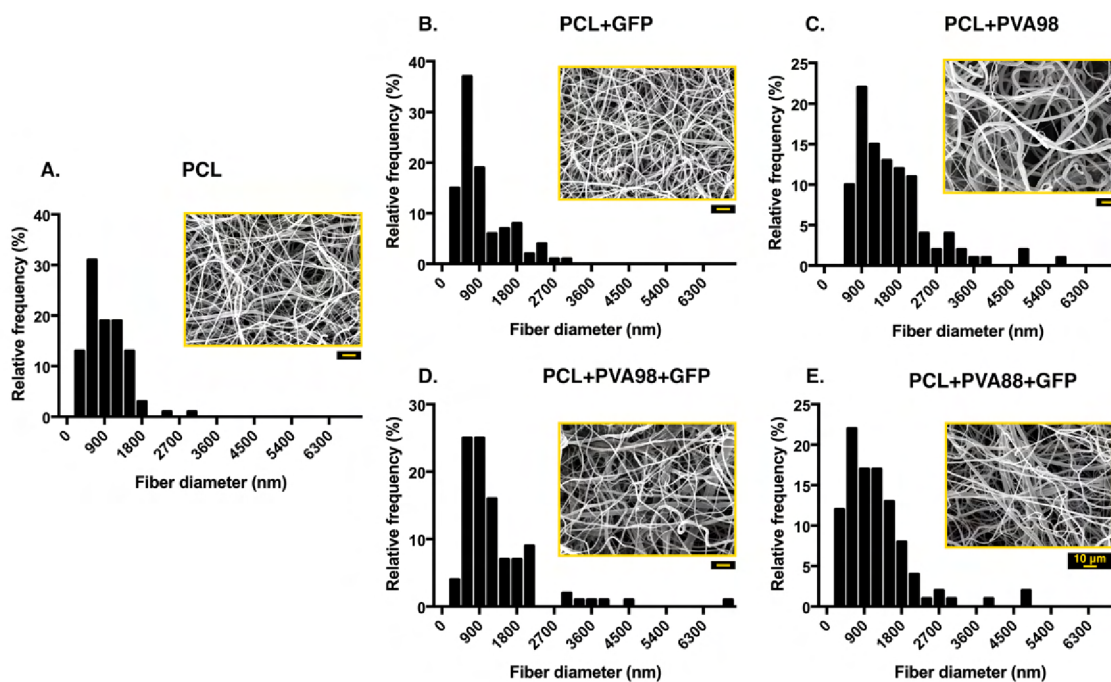 A. PCL
Relative frequency (%)
40
30
20
10
0
0 900 1800 2700 3600 4500 5400 6300
Fiber diameter (nm)
B. PCL+GFP
Relative frequency (%)
40
30
20
10
0
0 900 1800 2700 3600 4500 5400 6300
Fiber diameter (nm)
C. PCL+PVA98
Relative frequency (%)
25
20
15
10
5
0
0 900 1800 2700 3600 4500 5400 6300
Fiber diameter (nm)
D. PCL+PVA98+GFP
Relative frequency (%)
30
20
10
0
0 900 1800 2700 3600 4500 5400 6300
Fiber diameter (nm)
E. PCL+PVA88+GFP
Relative frequency (%)
25
20
15
10
5
0
10 µm
0 900 1800 2700 3600 4500 5400 6300
Fiber diameter (nm)